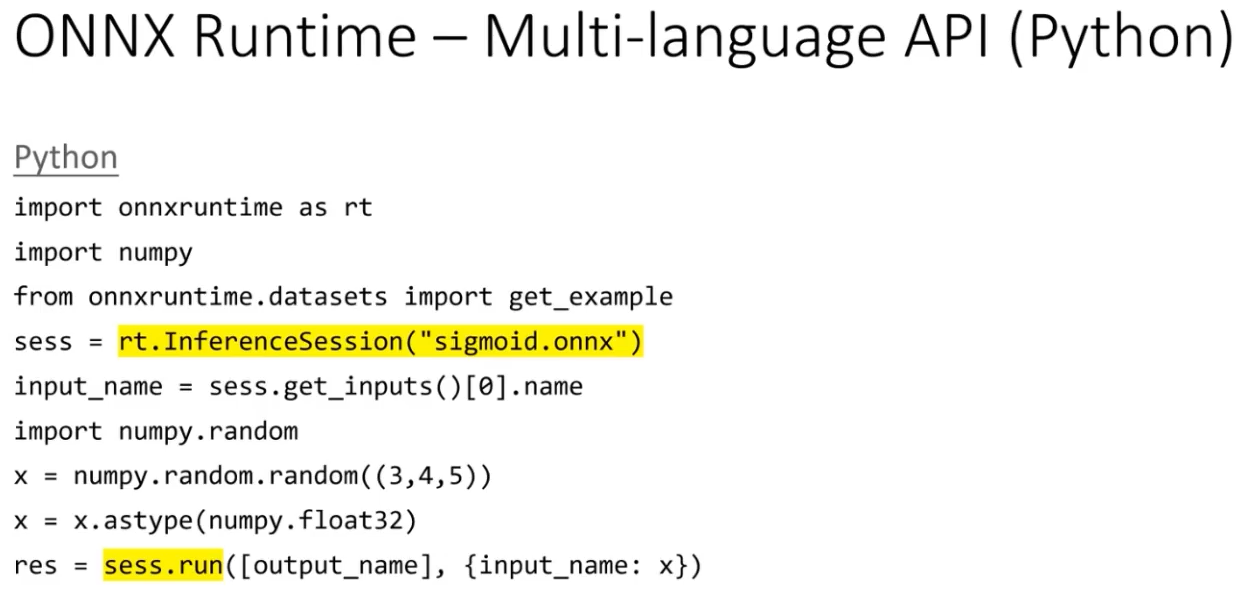 ONNX Runtime – Multi-language API (Python)
Python
import onnxruntime as rt
import numpy
from onnxruntime.datasets import get_example
sess = rt.InferenceSession("sigmoid.onnx")
input_name = sess.get_inputs()[0].name
import numpy.random
x = numpy.random.random((3,4,5))
x = x.astype(numpy.float32)
res = sess.run([output_name], {input_name: x})